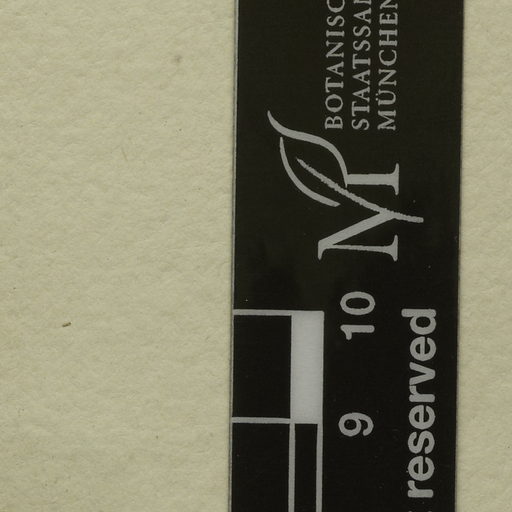 BOTANISC
STAATSSA
MÜNCHEN
M
9 10
reserved